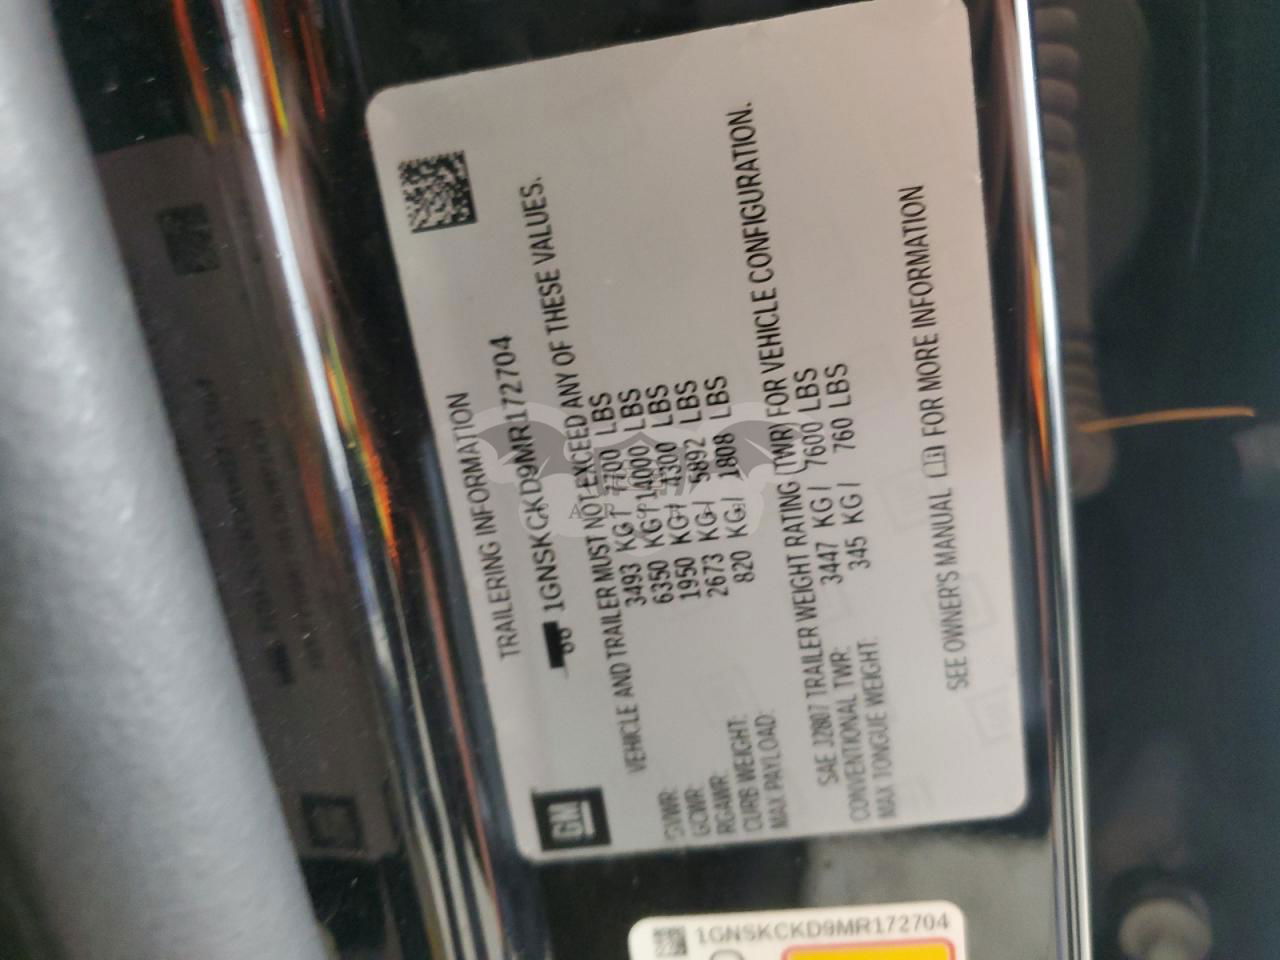 TRAILERING INFORMATION
1GNSKCKD9MR172704
VEHICLE AND TRAILER MUST NOT EXCEED ANY OF THESE VALUES.
GVWR: 3493 KG / 7700 LBS
GCWR: 6350 KG / 14000 LBS
RGAWR: 1950 KG / 4300 LBS
CURB WEIGHT: 2673 KG / 5892 LBS
MAX PAYLOAD: 820 KG / 1808 LBS
SAE J2807 TRAILER WEIGHT RATING (TWR) FOR VEHICLE CONFIGURATION.
CONVENTIONAL TWR: 3447 KG / 7600 LBS
MAX TONGUE WEIGHT: 345 KG / 760 LBS
SEE OWNER'S MANUAL FOR MORE INFORMATION
GM
1GNSKCKD9MR172704